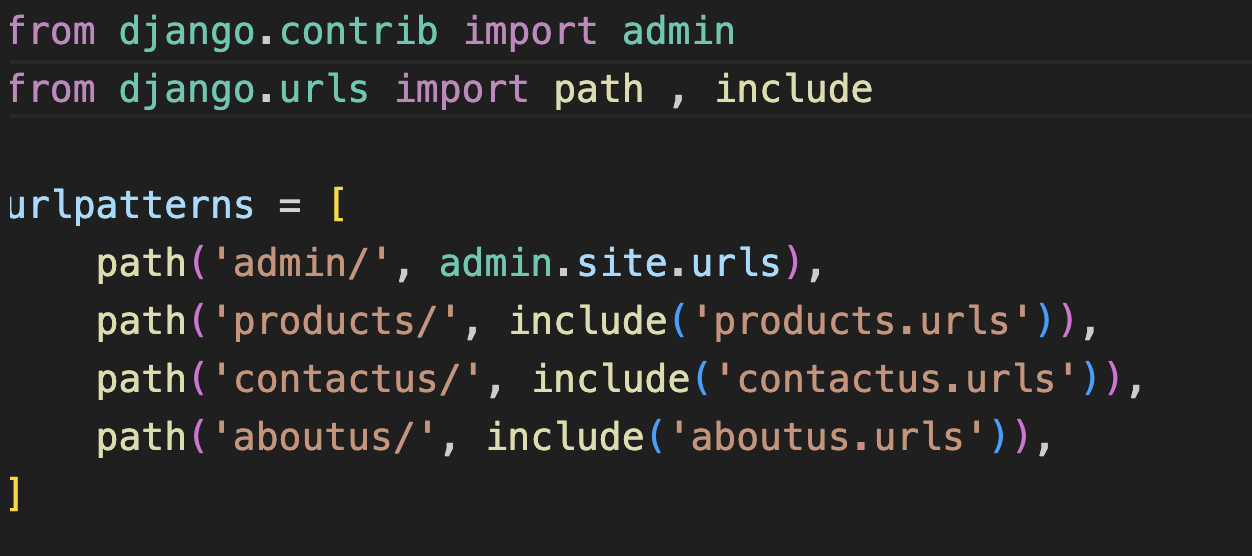 from django.contrib import admin
from django.urls import path , include
urlpatterns = [
    path('admin/', admin.site.urls),
    path('products/', include('products.urls')),
    path('contactus/', include('contactus.urls')),
    path('aboutus/', include('aboutus.urls')),
]